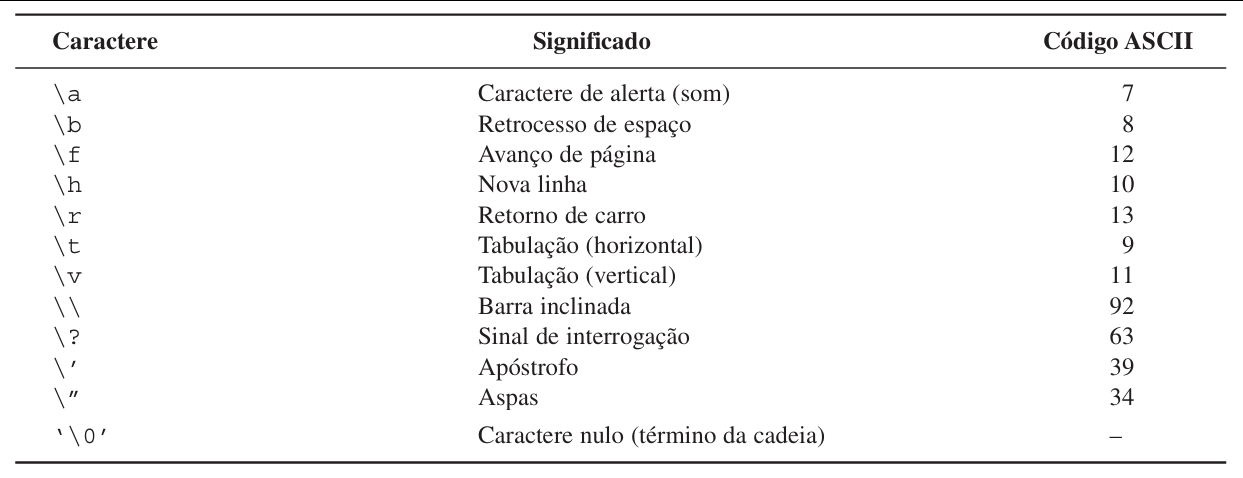 Caractere Significado Código ASCII
\a Caractere de alerta (som) 7
\b Retrocesso de espaço 8
\f Avanço de página 12
\h Nova linha 10
\r Retorno de carro 13
\t Tabulação (horizontal) 9
\v Tabulação (vertical) 11
\\ Barra inclinada 92
\? Sinal de interrogação 63
\’ Apóstrofo 39
\” Aspas 34
‘\0’ Caractere nulo (término da cadeia) –